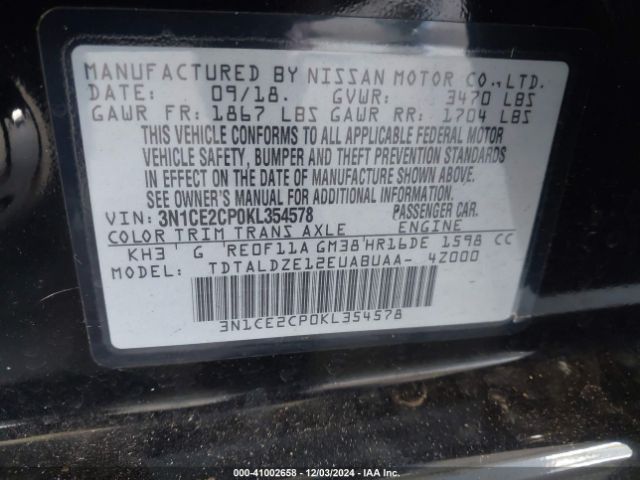 MANUFACTURED BY NISSAN MOTOR CO., LTD.
DATE: 09/18. GVWR: 3470 LBS
GAWR FR: 1867 LBS GAWR RR: 1704 LBS
THIS VEHICLE CONFORMS TO ALL APPLICABLE FEDERAL MOTOR
VEHICLE SAFETY, BUMPER AND THEFT PREVENTION STANDARDS
IN EFFECT ON THE DATE OF MANUFACTURE SHOWN ABOVE.
SEE OWNER'S MANUAL FOR ADDITIONAL INFORMATION.
VIN: 3N1CE2CP0KL354578 PASSENGER CAR.
COLOR TRIM TRANS AXLE ENGINE
KH3 G RE0F11A GM38 HR16DE 1598 CC
MODEL: TDTALDZE12EUABUAA- 4Z000
3N1CE2CP0KL354578
000-41002658 - 12/03/2024 - IAA Inc.